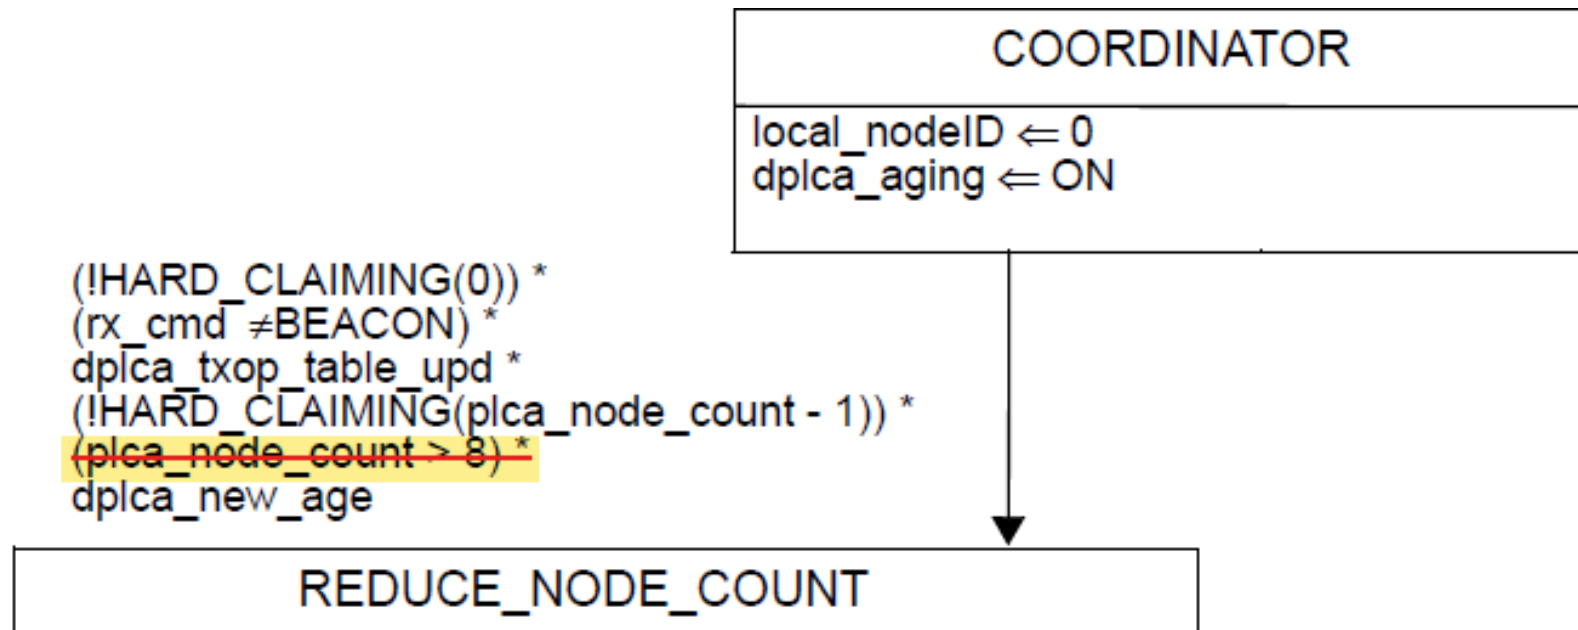 COORDINATOR
local_nodeID ⇐ 0
dplca_aging ⇐ ON
(!HARD_CLAIMING(0)) *
(rx_cmd ≠BEACON) *
dplca_txop_table_upd *
(!HARD_CLAIMING(plca_node_count - 1)) *
(plca_node_count > 8) *
dplca_new_age
REDUCE_NODE_COUNT